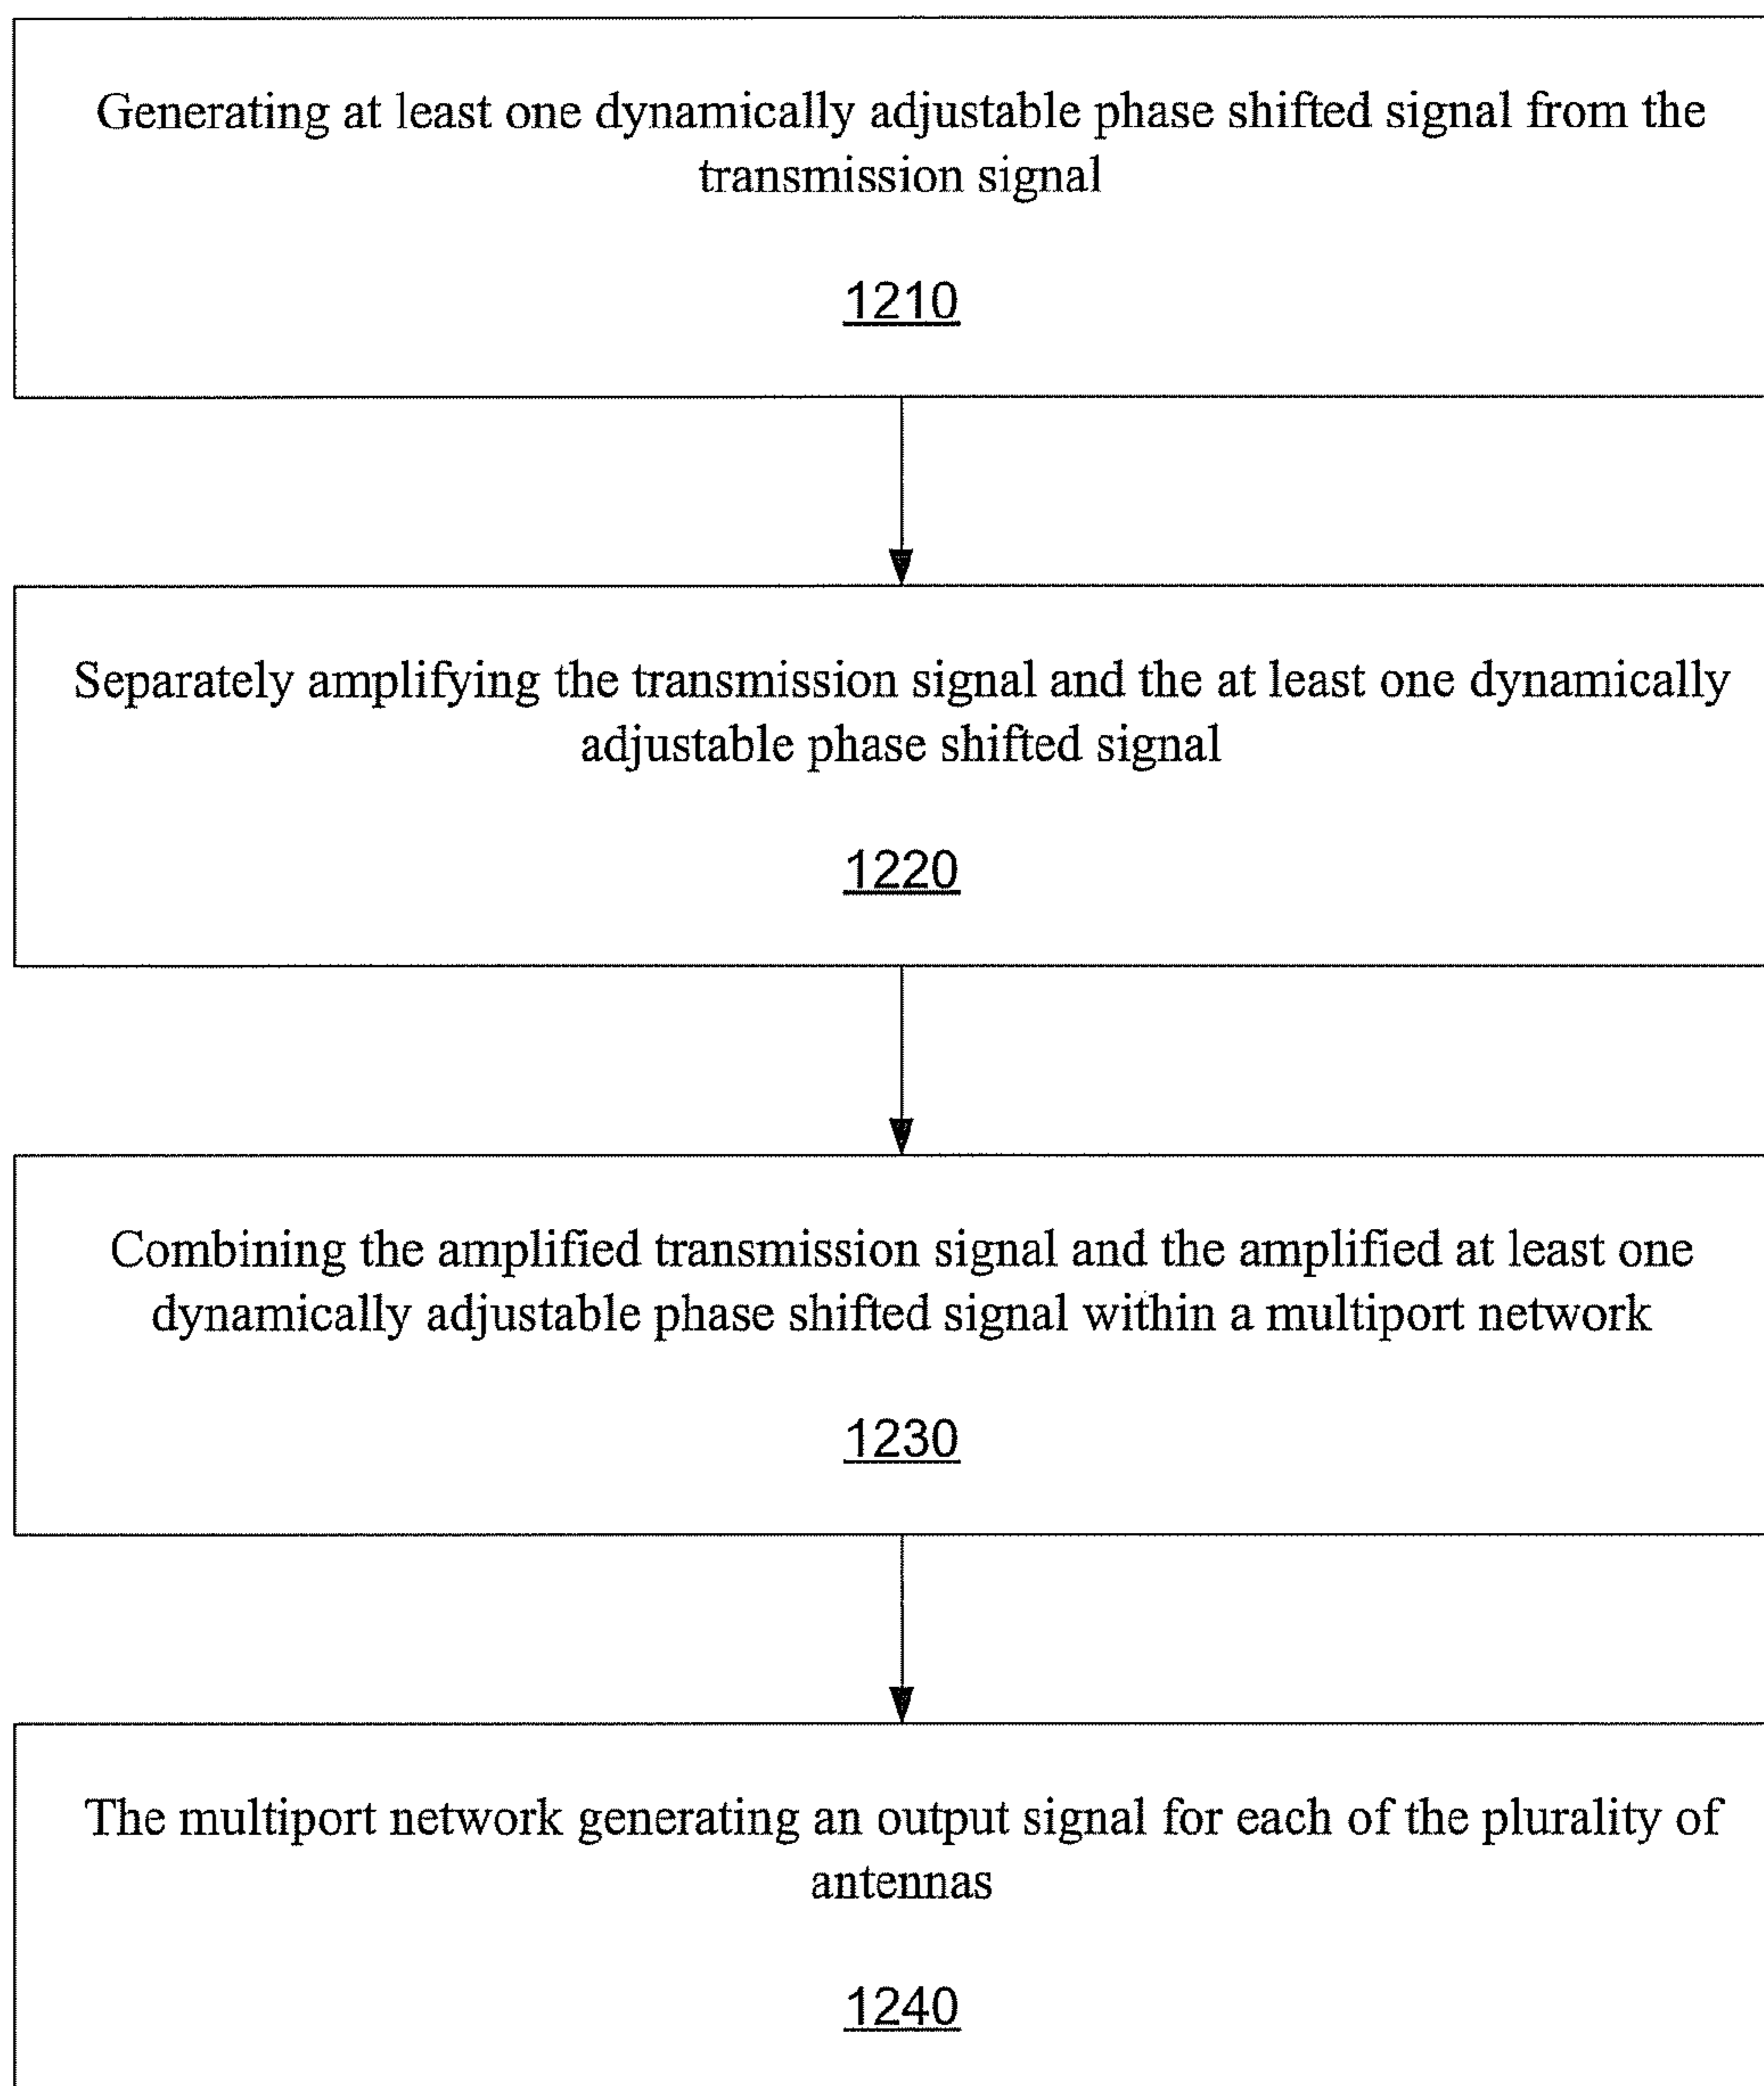 Generating at least one dynamically adjustable phase shifted signal from the
transmission signal
1210
Separately amplifying the transmission signal and the at least one dynamically
adjustable phase shifted signal
1220
Combining the amplified transmission signal and the amplified at least one
dynamically adjustable phase shifted signal within a multiport network
1230
The multiport network generating an output signal for each of the plurality of
antennas
1240